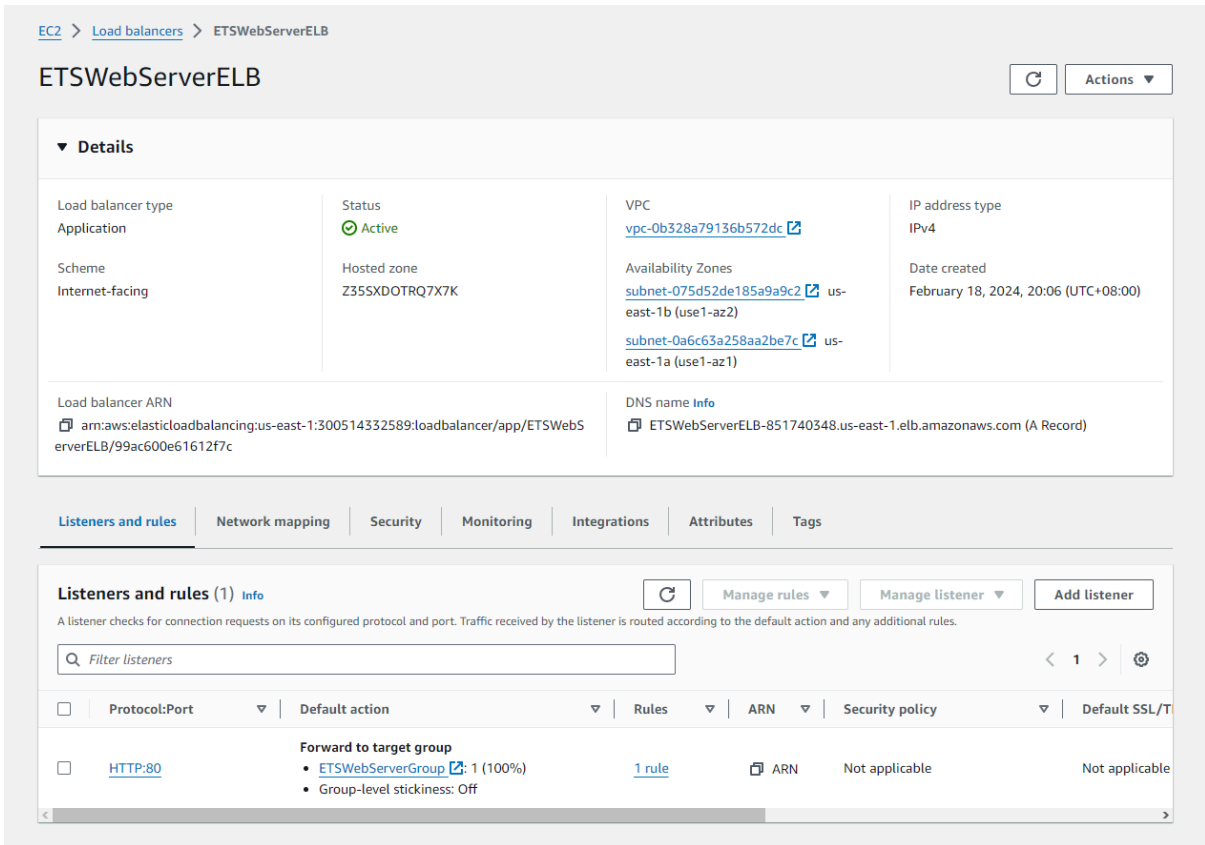 EC2 > Load balancers > ETSWebServerELB
ETSWebServerELB
Actions
Details
Load balancer type
Application
Status
Active
VPC
vpc-0b328a79136b572dc
IP address type
IPv4
Scheme
Internet-facing
Hosted zone
Z35SXDOTRQ7X7K
Availability Zones
subnet-075d52de185a9a9c2 us-
east-1b (use1-az2)
subnet-0a6c63a258aa2be7c us-
east-1a (use1-az1)
Date created
February 18, 2024, 20:06 (UTC+08:00)
Load balancer ARN
arn:aws:elasticloadbalancing:us-east-1:300514332589:loadbalancer/app/ETSWebS
erverELB/99ac600e61612f7c
DNS name Info
ETSWebServerELB-851740348.us-east-1.elb.amazonaws.com (A Record)
Listeners and rules Network mapping Security Monitoring Integrations Attributes Tags
Listeners and rules (1) Info
Manage rules Manage listener Add listener
A listener checks for connection requests on its configured protocol and port. Traffic received by the listener is routed according to the default action and any additional rules.
Filter listeners
1
Protocol:Port Default action Rules ARN Security policy Default SSL/T
HTTP:80
Forward to target group
• ETSWebServerGroup : 1 (100%)
• Group-level stickiness: Off
1 rule
ARN
Not applicable
Not applicable